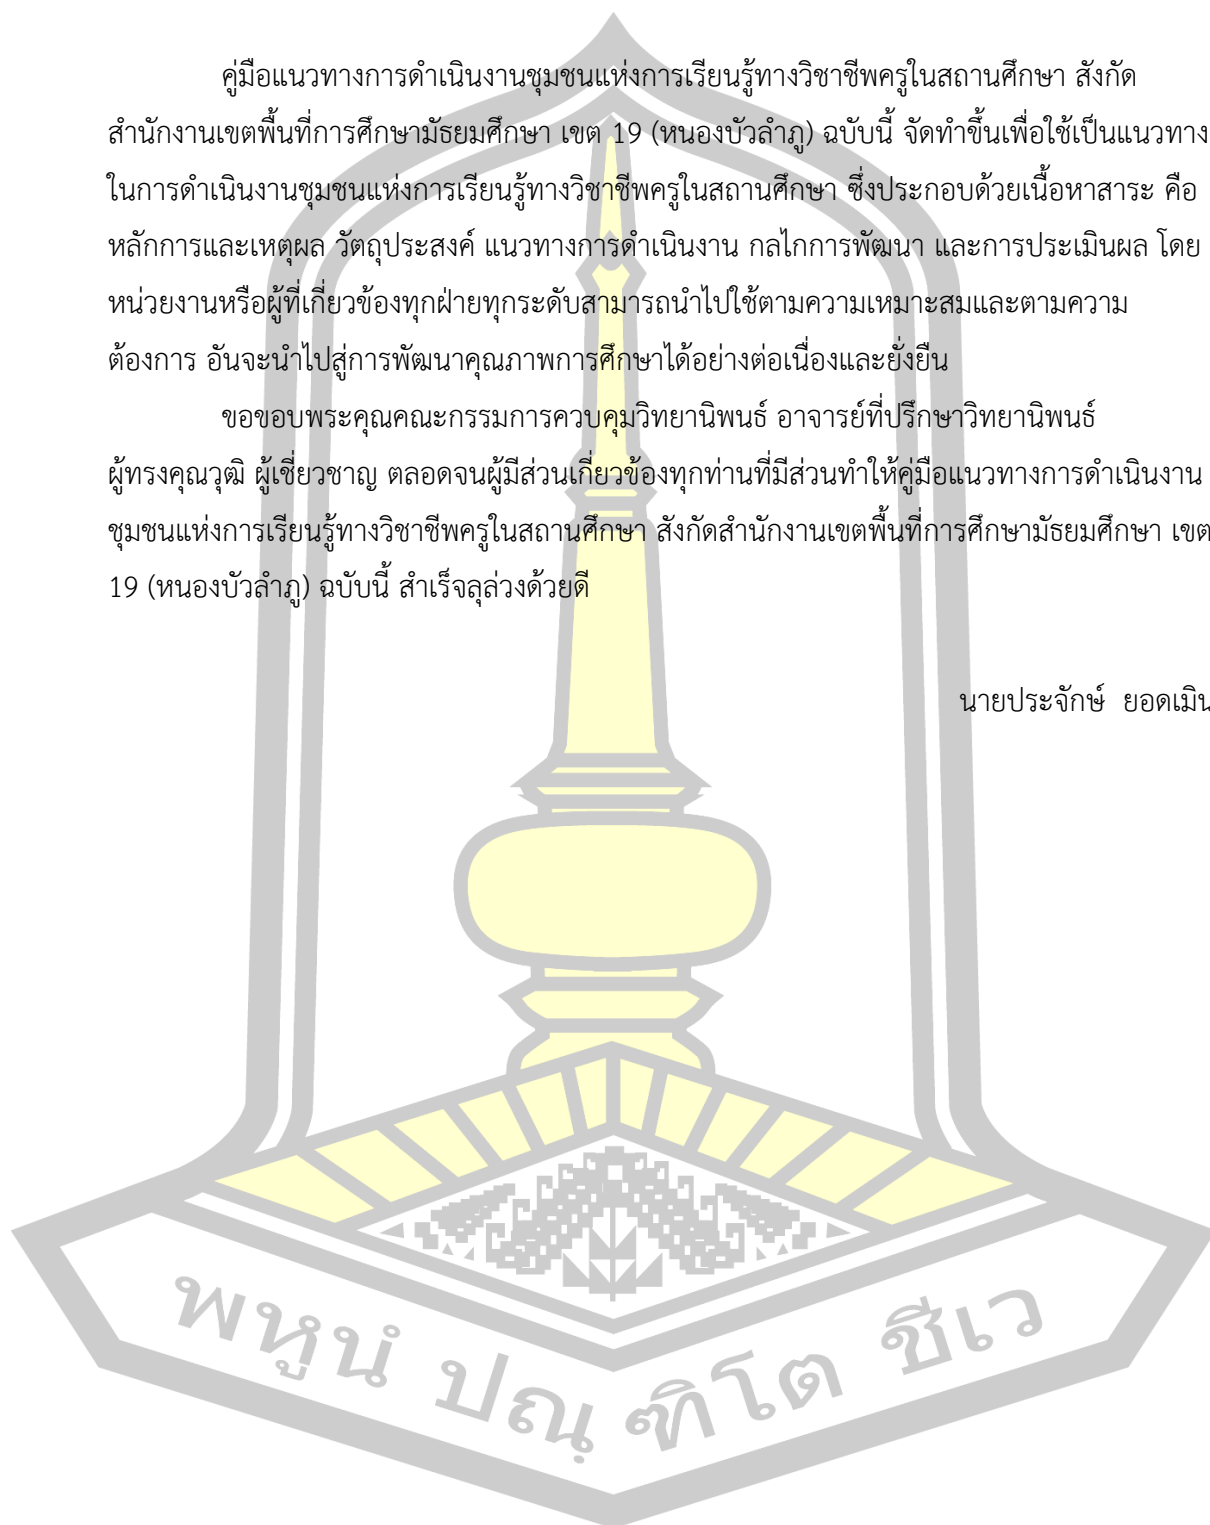 คู่มือแนวทางการดำเนินงานชุมชนแห่งการเรียนรู้ทางวิชาชีพครูในสถานศึกษา สังกัด
สำนักงานเขตพื้นที่การศึกษามัธยมศึกษา เขต 19 (หนองบัวลำภู) ฉบับนี้ จัดทำขึ้นเพื่อใช้เป็นแนวทาง
ในการดำเนินงานชุมชนแห่งการเรียนรู้ทางวิชาชีพครูในสถานศึกษา ซึ่งประกอบด้วยเนื้อหาสาระ คือ
หลักการและเหตุผล วัตถุประสงค์ แนวทางการดำเนินงาน กลไกการพัฒนา และการประเมินผล โดย
หน่วยงานหรือผู้ที่เกี่ยวข้องทุกฝ่ายทุกระดับสามารถนำไปใช้ตามความเหมาะสมและตามความ
ต้องการ อันจะนำไปสู่การพัฒนาคุณภาพการศึกษาได้อย่างต่อเนื่องและยั่งยืน
ขอขอบพระคุณคณะกรรมการควบคุมวิทยานิพนธ์ อาจารย์ที่ปรึกษาวิทยานิพนธ์
ผู้ทรงคุณวุฒิ ผู้เชี่ยวชาญ ตลอดจนผู้มีส่วนเกี่ยวข้องทุกท่านที่มีส่วนทำให้คู่มือแนวทางการดำเนินงาน
ชุมชนแห่งการเรียนรู้ทางวิชาชีพครูในสถานศึกษา สังกัดสำนักงานเขตพื้นที่การศึกษามัธยมศึกษา เขต
19 (หนองบัวลำภู) ฉบับนี้ สำเร็จลุล่วงด้วยดี
นายประจักษ์ ยอดเมิน
พหูนํ ปณฺฑิโต ชีเว